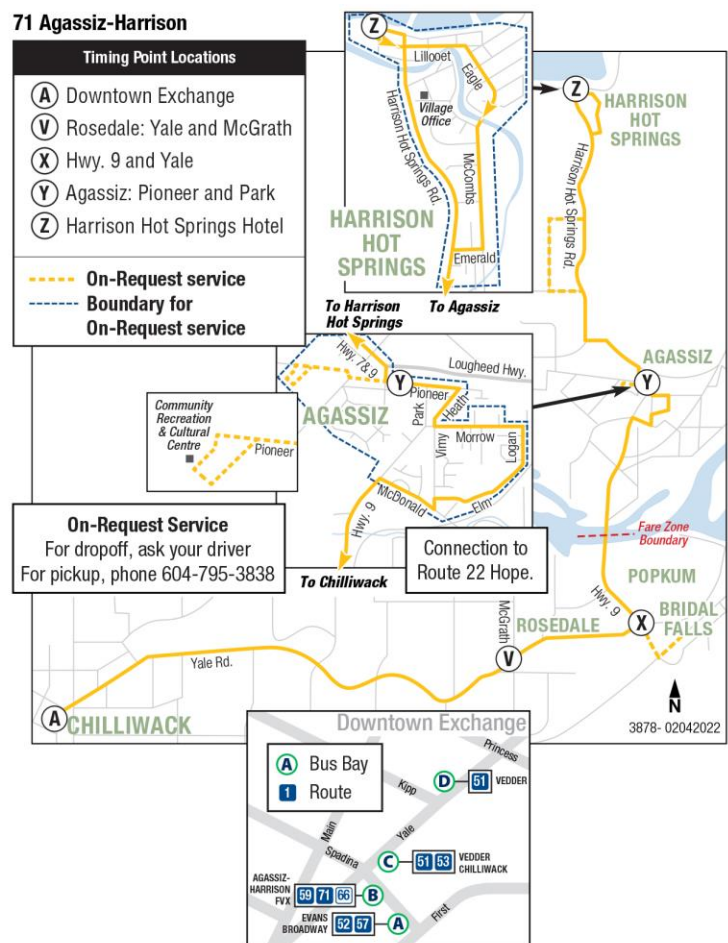 71 Agassiz-Harrison
Timing Point Locations
A Downtown Exchange
V Rosedale: Yale and McGrath
X Hwy. 9 and Yale
Y Agassiz: Pioneer and Park
Z Harrison Hot Springs Hotel
On-Request service
Boundary for
On-Request service
Z
Lillooet
Eagle
Village
Office
Harrison Hot Springs Rd.
McCombs
HARRISON
HOT
SPRINGS
Emerald
To Agassiz
Z
HARRISON
HOT
SPRINGS
Harrison Hot Springs Rd.
AGASSIZ
Y
To Harrison
Hot Springs
Hwy. 7& 9
Y
Lougheed Hwy.
Pioneer
AGASSIZ
Park
Heath
Vimy
Morrow
Logan
McDonald
Elm
Hwy. 9
To Chilliwack
Community
Recreation
& Cultural
Centre
Pioneer
On-Request Service
For dropoff, ask your driver
For pickup, phone 604-795-3838
Connection to
Route 22 Hope.
Fare Zone
Boundary
POPKUM
Hwy. 9
BRIDAL
FALLS
X
McGrath
ROSEDALE
V
Yale Rd.
A
CHILLIWACK
N
3878- 02042022
Downtown Exchange
A Bus Bay
1 Route
Princess
D 51 VEDDER
Kipp
Main
Yale
Spadina
C 51 53 VEDDER
CHILLIWACK
AGASSIZ-
HARRISON
FVX
59 71 66 B
First
EVANS
BROADWAY
52 57 A